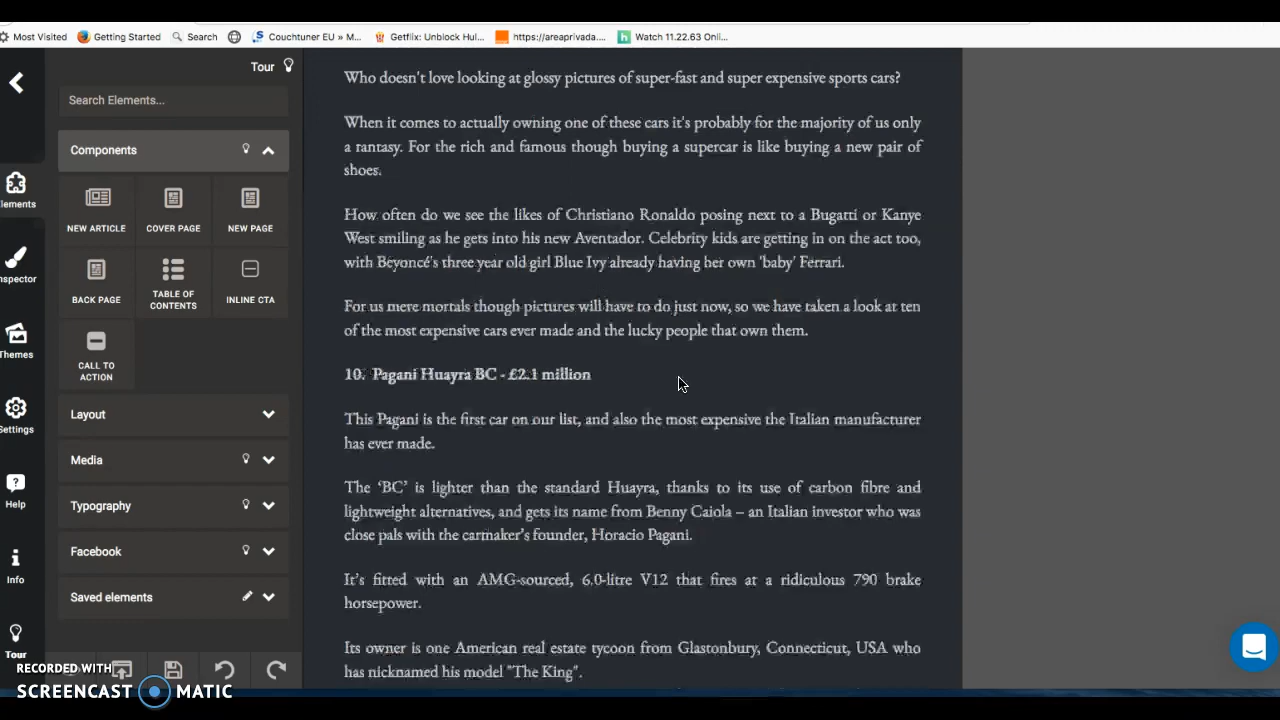 Most Visited Getting Started Search Couchtuner EU » M... Getflix: Unblock Hul... https://areaprivada.... Watch 11.22.63 Onli...
Tour
Search Elements...
Components
NEW ARTICLE COVER PAGE NEW PAGE
BACK PAGE TABLE OF CONTENTS INLINE CTA
CALL TO ACTION
Layout
Media
Typography
Facebook
Saved elements
Elements
Inspector
Themes
Settings
Help
Info
Tour
Who doesn't love looking at glossy pictures of super-fast and super expensive sports cars?
When it comes to actually owning one of these cars it's probably for the majority of us only
a rantasy. For the rich and famous though buying a supercar is like buying a new pair of
shoes.
How often do we see the likes of Christiano Ronaldo posing next to a Bugatti or Kanye
West smiling as he gets into his new Aventador. Celebrity kids are getting in on the act too,
with Beyoncé's three year old girl Blue Ivy already having her own 'baby' Ferrari.
For us mere mortals though pictures will have to do just now, so we have taken a look at ten
of the most expensive cars ever made and the lucky people that own them.
10. Pagani Huayra BC - £2.1 million
This Pagani is the first car on our list, and also the most expensive the Italian manufacturer
has ever made.
The ‘BC’ is lighter than the standard Huayra, thanks to its use of carbon fibre and
lightweight alternatives, and gets its name from Benny Caiola – an Italian investor who was
close pals with the carmaker’s founder, Horacio Pagani.
It’s fitted with an AMG-sourced, 6.0-litre V12 that fires at a ridiculous 790 brake
horsepower.
Its owner is one American real estate tycoon from Glastonbury, Connecticut, USA who
has nicknamed his model "The King".
RECORDED WITH
SCREENCAST MATIC